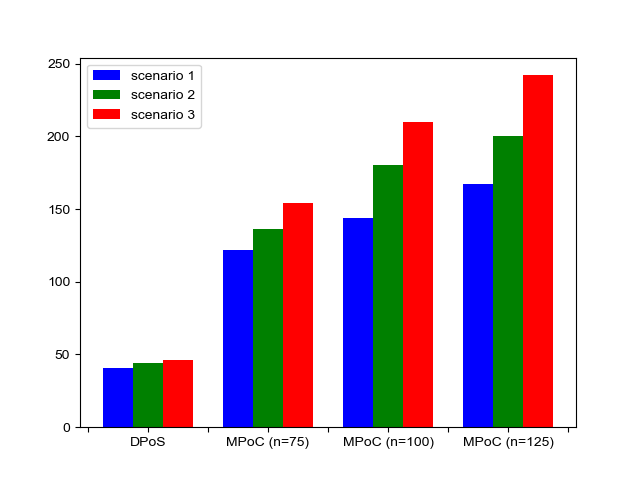 250
200
150
100
50
0
scenario 1
scenario 2
scenario 3
DPoS
MPoC (n=75)
MPoC (n=100)
MPoC (n=125)